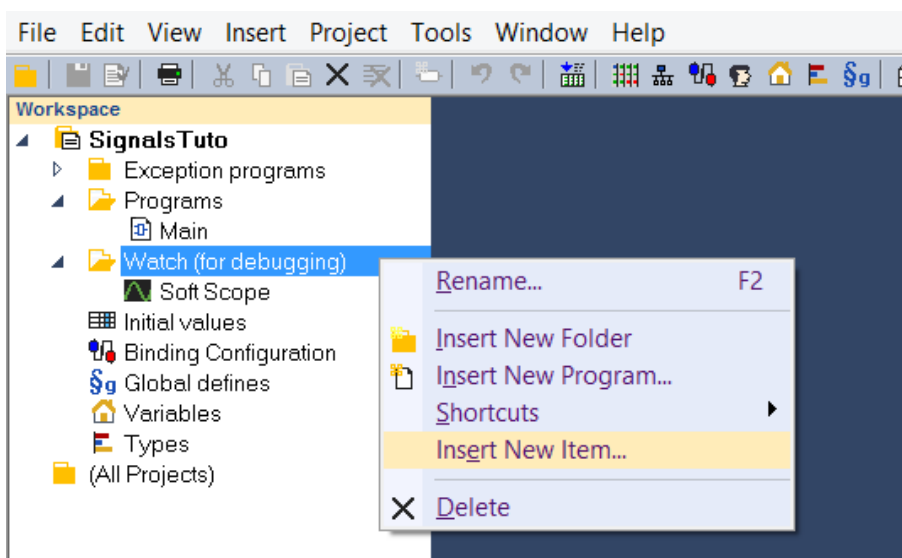 File Edit View Insert Project Tools Window Help
§g
Workspace
SignalsTuto
Exception programs
Programs
Main
Watch (for debugging)
Soft Scope
Initial values
Binding Configuration
§g Global defines
Variables
Types
(All Projects)
Rename... F2
Insert New Folder
Insert New Program...
Shortcuts
Insert New Item...
Delete